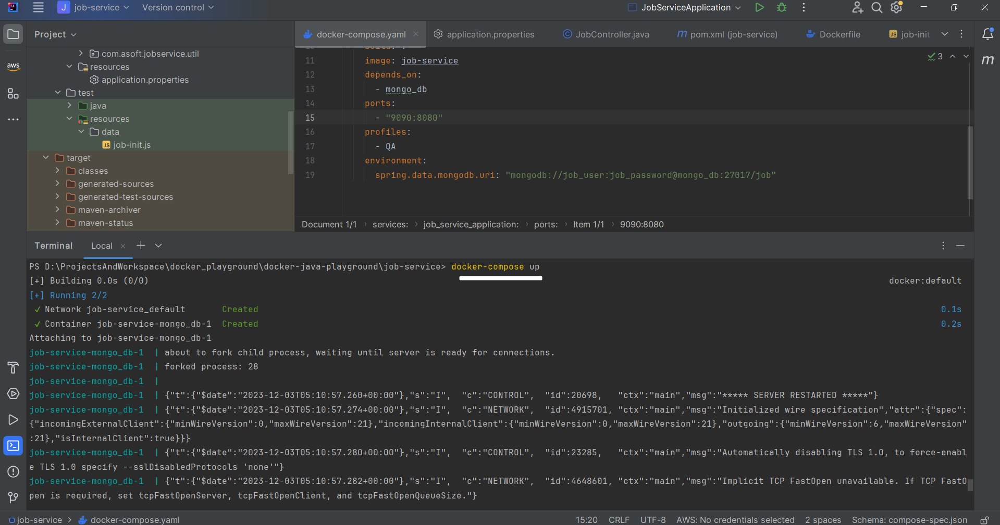 J job-service Version control JobServiceApplication
Project
docker-compose.yaml application.properties JobController.java m pom.xml (job-service) Dockerfile JS job-init
aws
com.asoft.jobservice.util
resources
application.properties
test
java
resources
data
JS job-init.js
target
classes
generated-sources
generated-test-sources
maven-archiver
maven-status
3
m
11 image: job-service
12 depends_on:
13 - mongo_db
14 ports:
15 - "9090:8080"
16 profiles:
17 - QA
18 environment:
19 spring.data.mongodb.uri: "mongodb://job_user:job_password@mongo_db:27017/job"
Document 1/1 › services: › job_service_application: › ports: › Item 1/1 › 9090:8080
Terminal Local
PS D:\ProjectsAndWorkspace\docker_playground\docker-java-playground\job-service> docker-compose up
[+] Building 0.0s (0/0) docker:default
[+] Running 2/2
✓ Network job-service_default Created 0.1s
✓ Container job-service-mongo_db-1 Created 0.2s
Attaching to job-service-mongo_db-1
job-service-mongo_db-1 | about to fork child process, waiting until server is ready for connections.
job-service-mongo_db-1 | forked process: 28
job-service-mongo_db-1 |
job-service-mongo_db-1 | {"t":{"$date":"2023-12-03T05:10:57.260+00:00"},"s":"I", "c":"CONTROL", "id":20698, "ctx":"main","msg":"***** SERVER RESTARTED *****"}
job-service-mongo_db-1 | {"t":{"$date":"2023-12-03T05:10:57.274+00:00"},"s":"I", "c":"NETWORK", "id":4915701, "ctx":"main","msg":"Initialized wire specification","attr":{"spec":
{"incomingExternalClient":{"minWireVersion":0,"maxWireVersion":21},"incomingInternalClient":{"minWireVersion":0,"maxWireVersion":21},"outgoing":{"minWireVersion":6,"maxWireVersion"
:21},"isInternalClient":true}}}
job-service-mongo_db-1 | {"t":{"$date":"2023-12-03T05:10:57.280+00:00"},"s":"I", "c":"CONTROL", "id":23285, "ctx":"main","msg":"Automatically disabling TLS 1.0, to force-enabl
e TLS 1.0 specify --sslDisabledProtocols 'none'"}
job-service-mongo_db-1 | {"t":{"$date":"2023-12-03T05:10:57.282+00:00"},"s":"I", "c":"NETWORK", "id":4648601, "ctx":"main","msg":"Implicit TCP FastOpen unavailable. If TCP FastO
pen is required, set tcpFastOpenServer, tcpFastOpenClient, and tcpFastOpenQueueSize."}
job-service > docker-compose.yaml 15:20 CRLF UTF-8 AWS: No credentials selected 2 spaces Schema: compose-spec.json